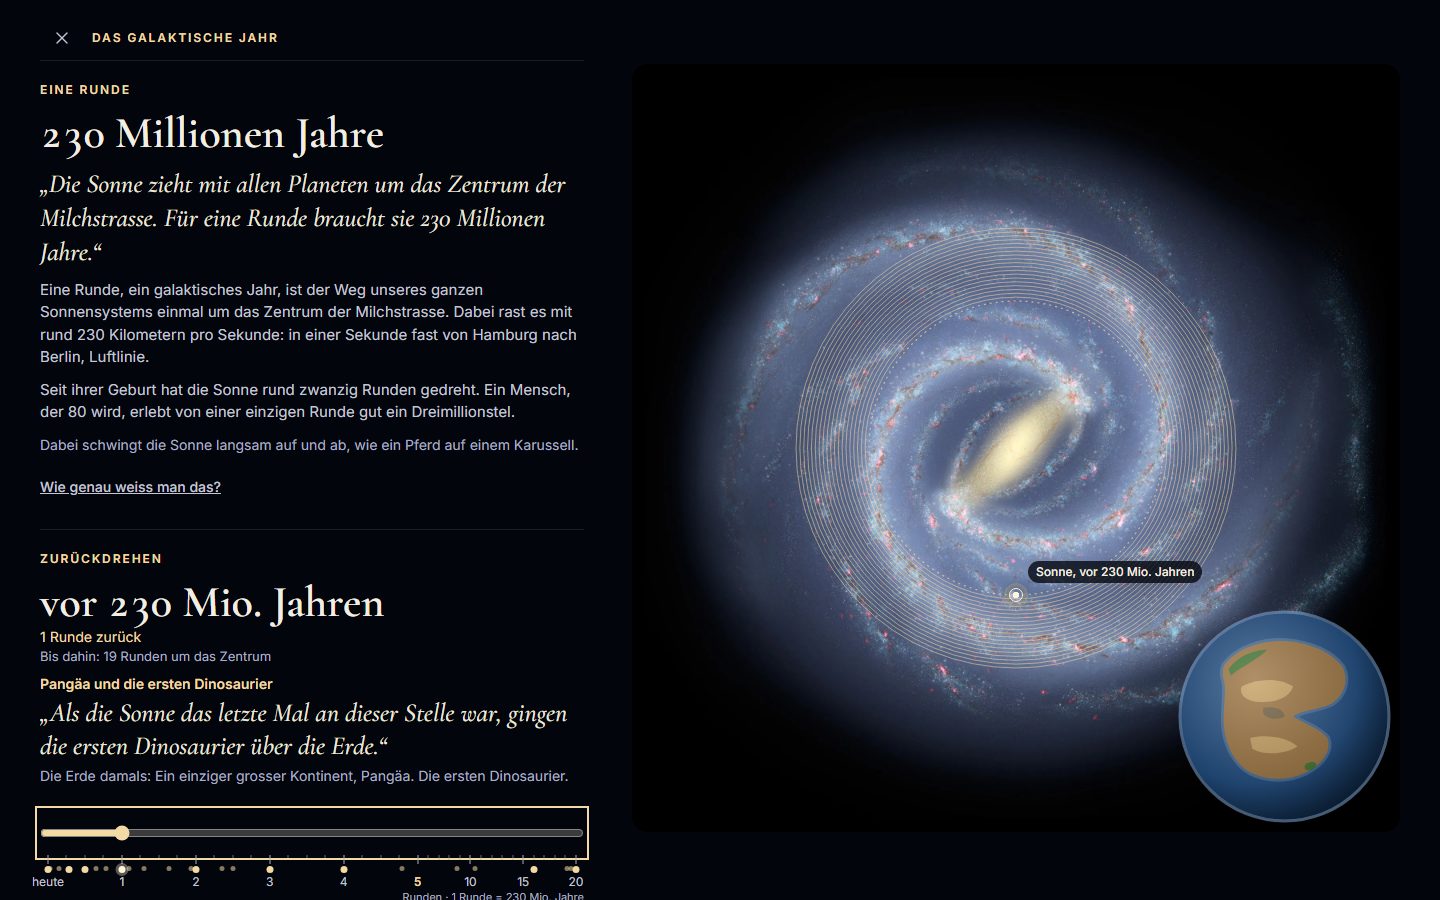 DAS GALAKTISCHE JAHR
EINE RUNDE
230 Millionen Jahre
„Die Sonne zieht mit allen Planeten um das Zentrum der
Milchstrasse. Für eine Runde braucht sie 230 Millionen
Jahre.“
Eine Runde, ein galaktisches Jahr, ist der Weg unseres ganzen
Sonnensystems einmal um das Zentrum der Milchstrasse. Dabei rast es mit
rund 230 Kilometern pro Sekunde: in einer Sekunde fast von Hamburg nach
Berlin, Luftlinie.
Seit ihrer Geburt hat die Sonne rund zwanzig Runden gedreht. Ein Mensch,
der 80 wird, erlebt von einer einzigen Runde gut ein Dreimillionstel.
Dabei schwingt die Sonne langsam auf und ab, wie ein Pferd auf einem Karussell.
Wie genau weiss man das?
ZURÜCKDREHEN
vor 230 Mio. Jahren
1 Runde zurück
Bis dahin: 19 Runden um das Zentrum
Pangäa und die ersten Dinosaurier
„Als die Sonne das letzte Mal an dieser Stelle war, gingen
die ersten Dinosaurier über die Erde.“
Die Erde damals: Ein einziger grosser Kontinent, Pangäa. Die ersten Dinosaurier.
heute 1 2 3 4 5 10 15 20
Runden · 1 Runde = 230 Mio. Jahre
Sonne, vor 230 Mio. Jahren